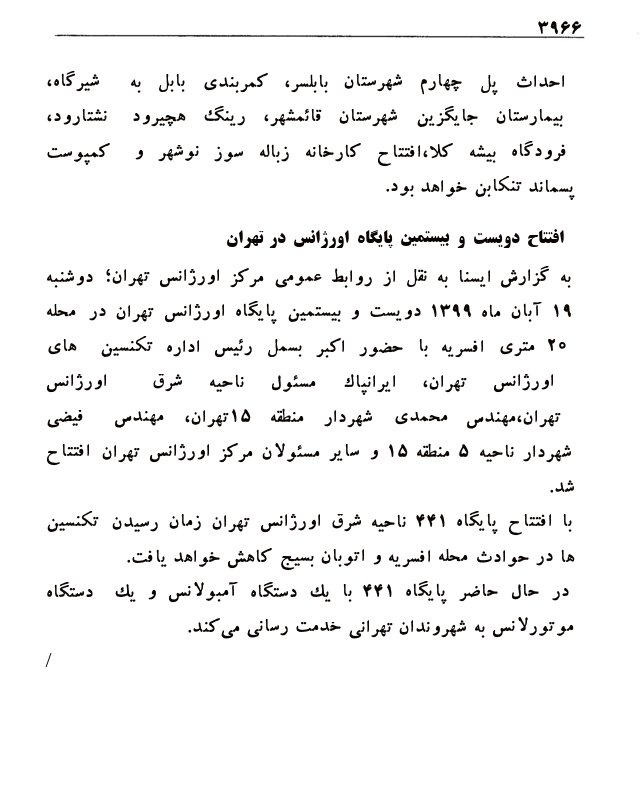 ۳۹۶۶
احداث پل چهارم شهرستان بابلسر، کمربندی بابل به شیرگاه،
بیمارستان جایگزین شهرستان قائمشهر، رینگ هچیرود نشتارود،
فرودگاه بیشه کلا،افتتاح کارخانه زباله سوز نوشهر و کمپوست
پسماند تنکابن خواهد بود.
افتتاح دویست و بیستمین پایگاه اورژانس در تهران
به گزارش ایسنا به نقل از روابط عمومی مرکز اورژانس تهران؛ دوشنبه
۱۹ آبان ماه ۱۳۹۹ دویست و بیستمین پایگاه اورژانس تهران در محله
۲۵ متری افسریه با حضور اکبر بسمل رئیس اداره تکنسین های
اورژانس تهران، ایرانپاك مسئول ناحیه شرق اورژانس
تهران،مهندس محمدی شهردار منطقه ۱۵تهران، مهندس فیضی
شهردار ناحیه ۵ منطقه ۱۵ و سایر مسئولان مرکز اورژانس تهران افتتاح
شد.
با افتتاح پایگاه ۴۴۱ ناحیه شرق اورژانس تهران زمان رسیدن تکنسین
ها در حوادث محله افسریه و اتوبان بسیج کاهش خواهد یافت.
در حال حاضر پایگاه ۴۴۱ با یك دستگاه آمبولانس و یك دستگاه
موتورلانس به شهروندان تهرانی خدمت رسانی می‌کند.
/